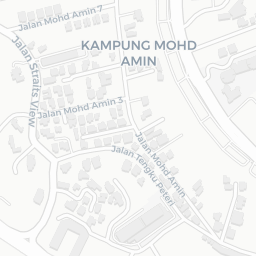 Jalan Mohd Amin 7
KAMPUNG MOHD
AMIN
Jalan Straits View
Jalan Mohd Amin 3
Jalan Mohd Amin
Jalan Tengku Peteri